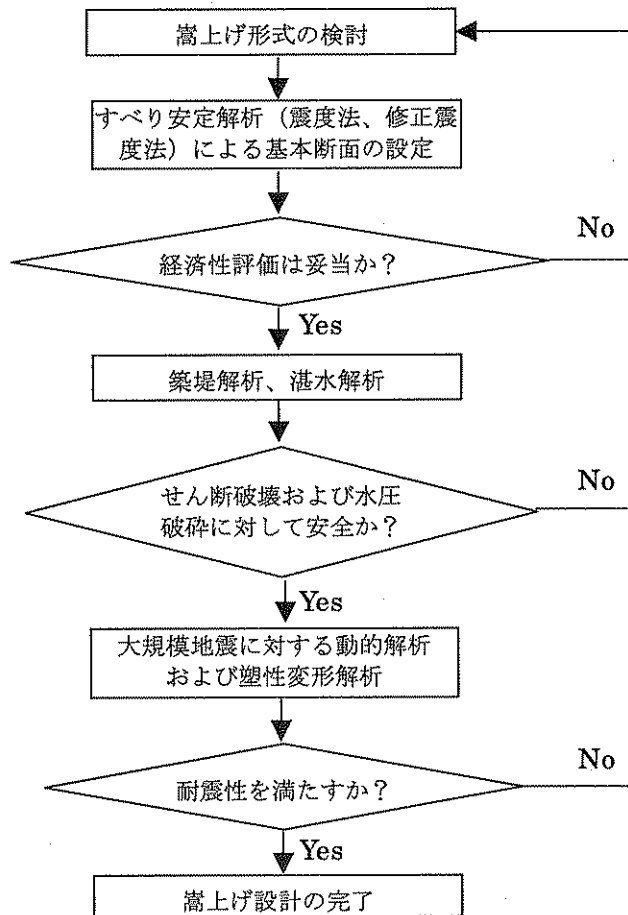 嵩上げ形式の検討
すべり安定解析（震度法、修正震
度法）による基本断面の設定
No
経済性評価は妥当か？
Yes
築堤解析、湛水解析
No
せん断破壊および水圧
破砕に対して安全か？
Yes
大規模地震に対する動的解析
および塑性変形解析
No
耐震性を満たすか？
Yes
嵩上げ設計の完了